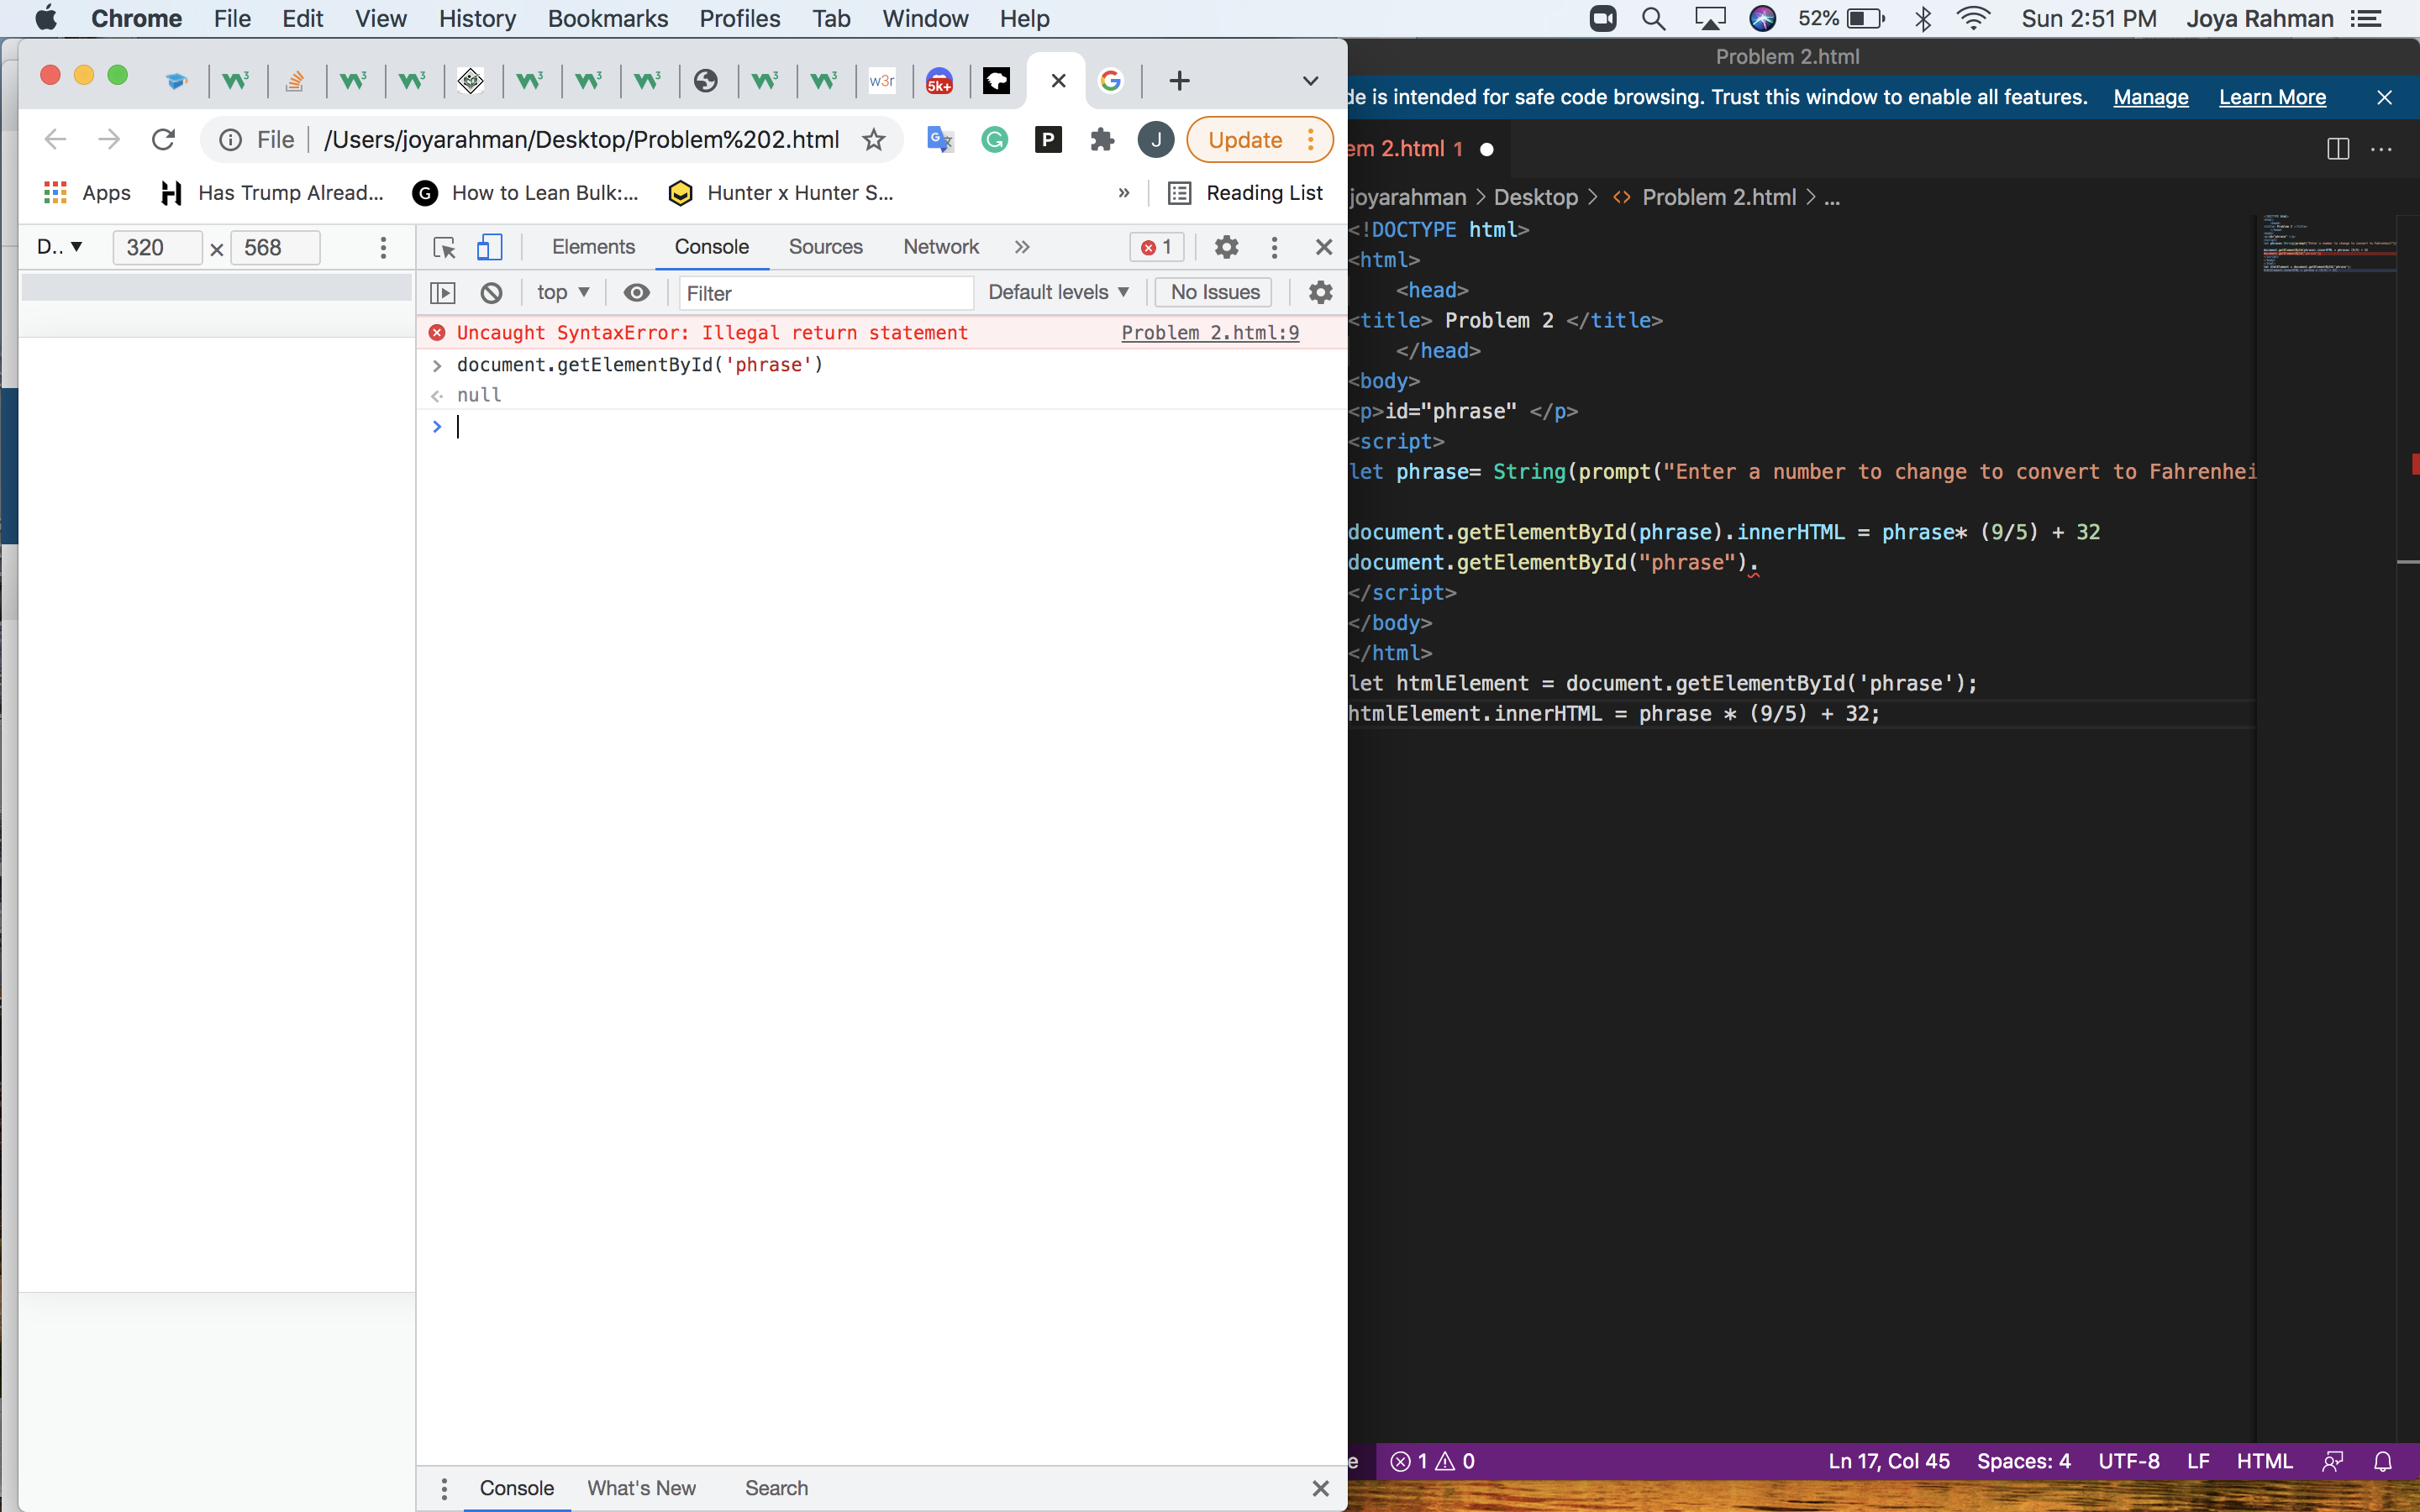 Chrome File Edit View History Bookmarks Profiles Tab Window Help 52% Sun 2:51 PM Joya Rahman
w3r 5k+
File /Users/joyarahman/Desktop/Problem%202.html P J Update
Apps Has Trump Alread... G How to Lean Bulk:... Hunter x Hunter S... » Reading List
D.. ▼ 320 × 568 Elements Console Sources Network » 1
top ▼ Filter Default levels ▼ No Issues
Uncaught SyntaxError: Illegal return statement Problem 2.html:9
> document.getElementById('phrase')
null
>
Console What's New Search
Problem 2.html
de is intended for safe code browsing. Trust this window to enable all features. Manage Learn More
em 2.html 1
joyarahman > Desktop > <> Problem 2.html > ...
<!DOCTYPE html>
<html>
<head>
<title> Problem 2 </title>
</head>
<body>
<p>id="phrase" </p>
<script>
let phrase= String(prompt("Enter a number to change to convert to Fahrenhei
document.getElementById(phrase).innerHTML = phrase* (9/5) + 32
document.getElementById("phrase").
</script>
</body>
</html>
let htmlElement = document.getElementById('phrase');
htmlElement.innerHTML = phrase * (9/5) + 32;
e 1 0 Ln 17, Col 45 Spaces: 4 UTF-8 LF HTML